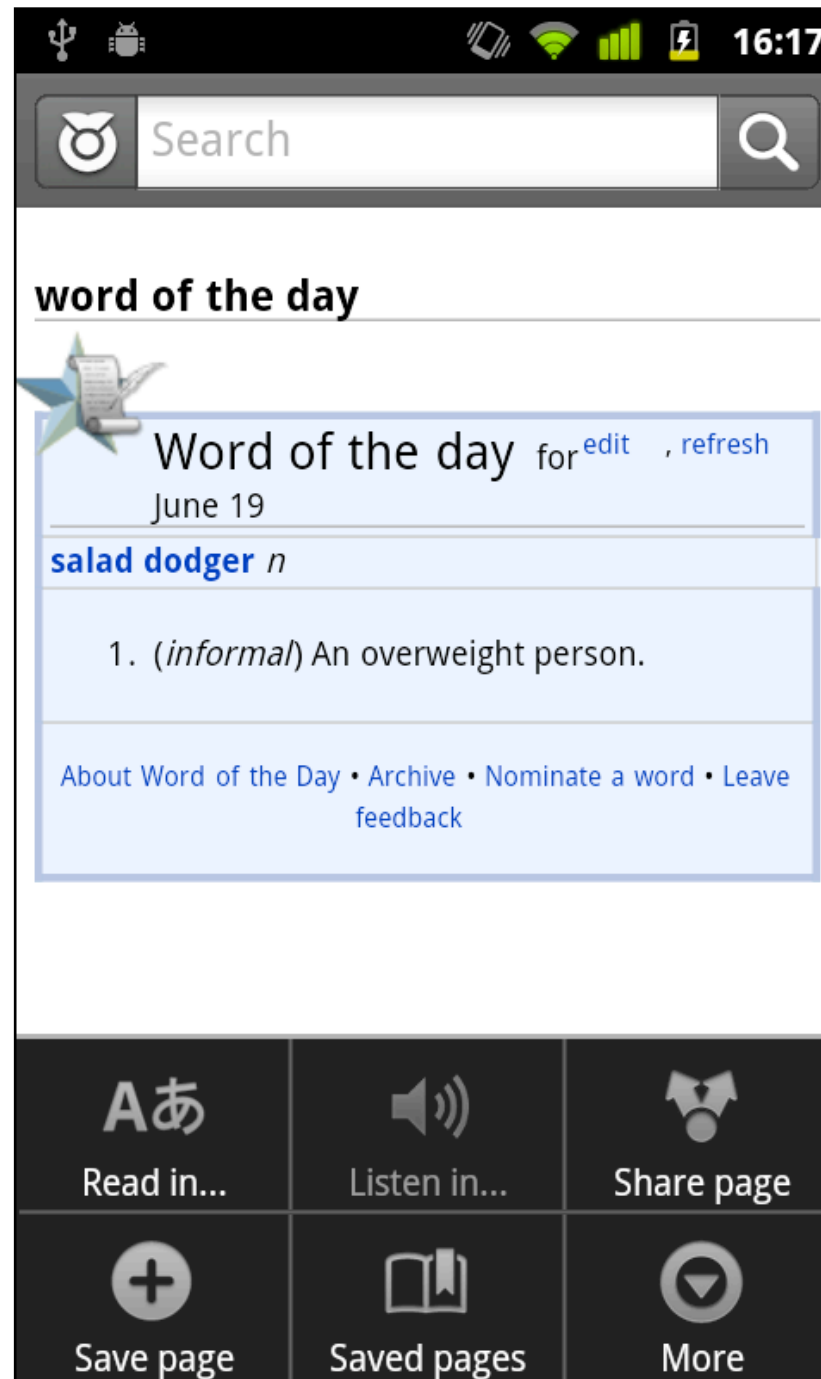 16:17
Search
word of the day
Word of the day for edit , refresh
June 19
salad dodger n
1. (informal) An overweight person.
About Word of the Day • Archive • Nominate a word • Leave
feedback
Aあ
Read in...
Listen in...
Share page
Save page
Saved pages
More